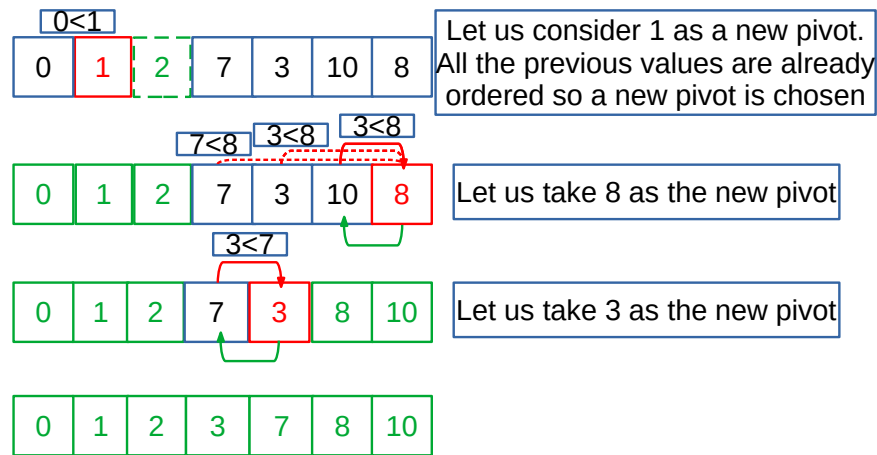 0<1
0 1 2 7 3 10 8
Let us consider 1 as a new pivot.
All the previous values are already
ordered so a new pivot is chosen
7<8 3<8 3<8
0 1 2 7 3 10 8
Let us take 8 as the new pivot
3<7
0 1 2 7 3 8 10
Let us take 3 as the new pivot
0 1 2 3 7 8 10